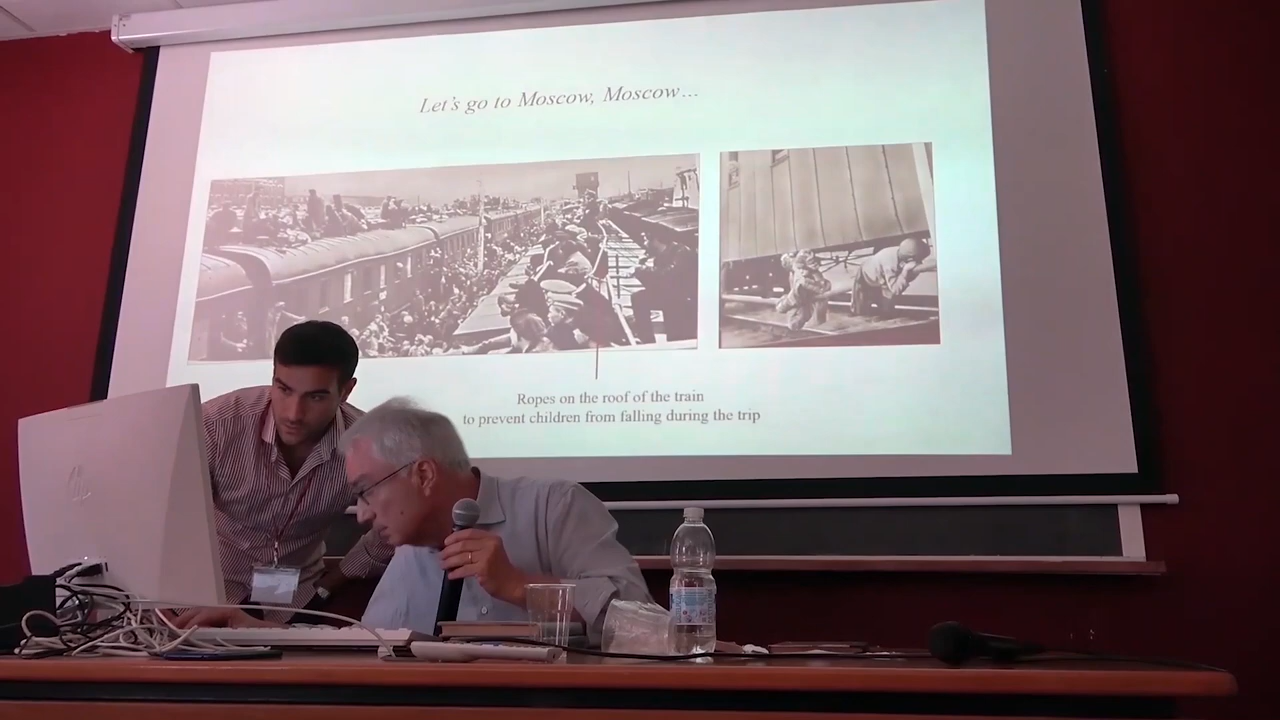 Let's go to Moscow, Moscow…
Ropes on the roof of the train
to prevent children from falling during the trip